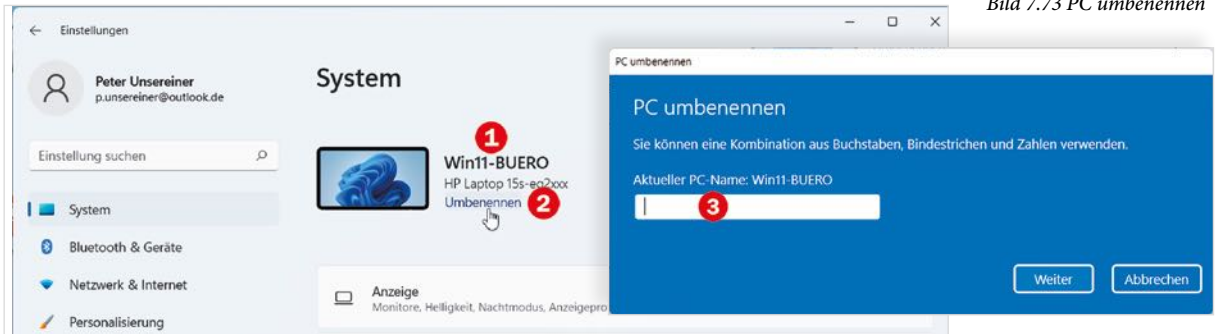 Bild 7.73 PC umbenennen
Einstellungen
Peter Unsereiner
p.unsereiner@outlook.de
Einstellung suchen
System
Bluetooth & Geräte
Netzwerk & Internet
Personalisierung
System
1
Win11-BUERO
HP Laptop 15s-eq2xxx
Umbenennen 2
Anzeige
Monitore, Helligkeit, Nachtmodus, Anzeigepro
PC umbenennen
PC umbenennen
Sie können eine Kombination aus Buchstaben, Bindestrichen und Zahlen verwenden.
Aktueller PC-Name: Win11-BUERO
3
Weiter Abbrechen